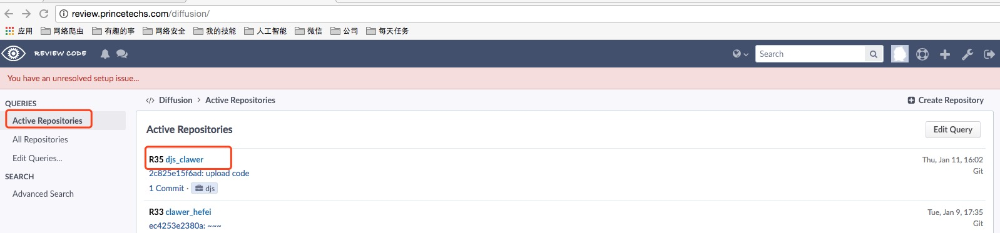 review.princetechs.com/diffusion/
应用 网络爬虫 有趣的事 网络安全 我的技能 人工智能 微信 公司 每天任务
REVIEW CODE Search
You have an unresolved setup issue...
QUERIES
Active Repositories
All Repositories
Edit Queries...
SEARCH
Advanced Search
</> Diffusion > Active Repositories Create Repository
Active Repositories Edit Query
R35 djs_clawer Thu, Jan 11, 16:02
2c825e15f6ad: upload code Git
1 Commit · djs
R33 clawer_hefei Tue, Jan 9, 17:35
ec4253e2380a: ~~~ Git